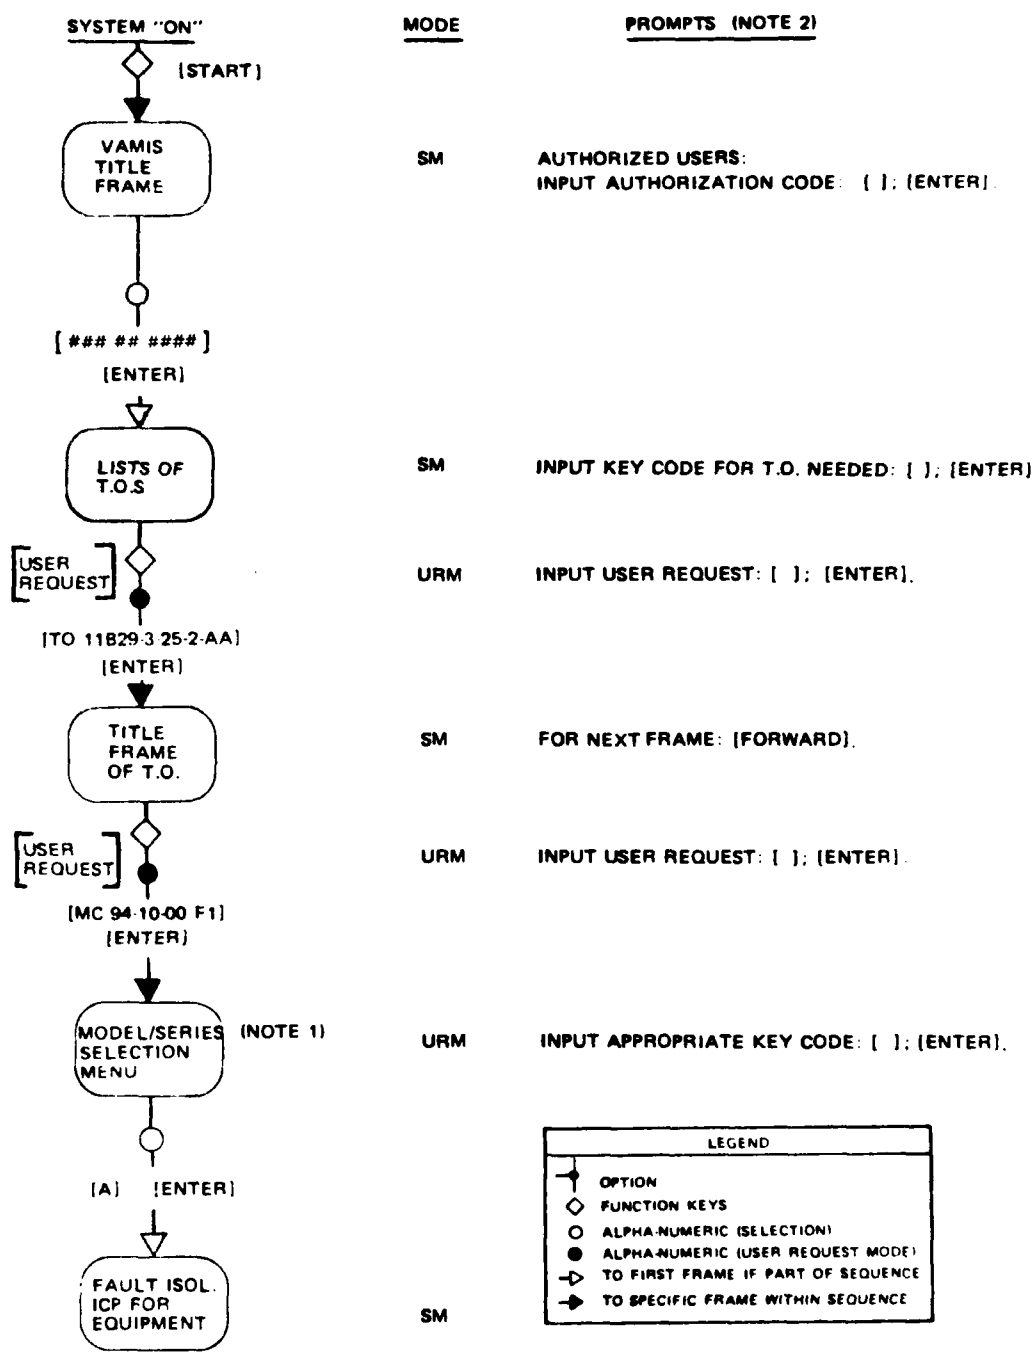 SYSTEM "ON" MODE PROMPTS (NOTE 2)
[START]
VAMIS
TITLE
FRAME
SM AUTHORIZED USERS:
INPUT AUTHORIZATION CODE: [ ]; [ENTER].
[ ### ## #### ]
[ENTER]
LISTS OF
T.O.S
SM INPUT KEY CODE FOR T.O. NEEDED: [ ]; [ENTER]
[USER
REQUEST]
URM INPUT USER REQUEST: [ ]; [ENTER].
[TO 11B29-3-25-2-AA]
[ENTER]
TITLE
FRAME
OF T.O.
SM FOR NEXT FRAME: [FORWARD].
[USER
REQUEST]
URM INPUT USER REQUEST: [ ]; [ENTER].
[MC 94-10-00 F1]
[ENTER]
MODEL/SERIES (NOTE 1)
SELECTION
MENU
URM INPUT APPROPRIATE KEY CODE: [ ]; [ENTER].
[A] [ENTER]
FAULT ISOL.
ICP FOR
EQUIPMENT
SM
LEGEND
OPTION
FUNCTION KEYS
ALPHA-NUMERIC (SELECTION)
ALPHA-NUMERIC (USER REQUEST MODE)
TO FIRST FRAME IF PART OF SEQUENCE
TO SPECIFIC FRAME WITHIN SEQUENCE